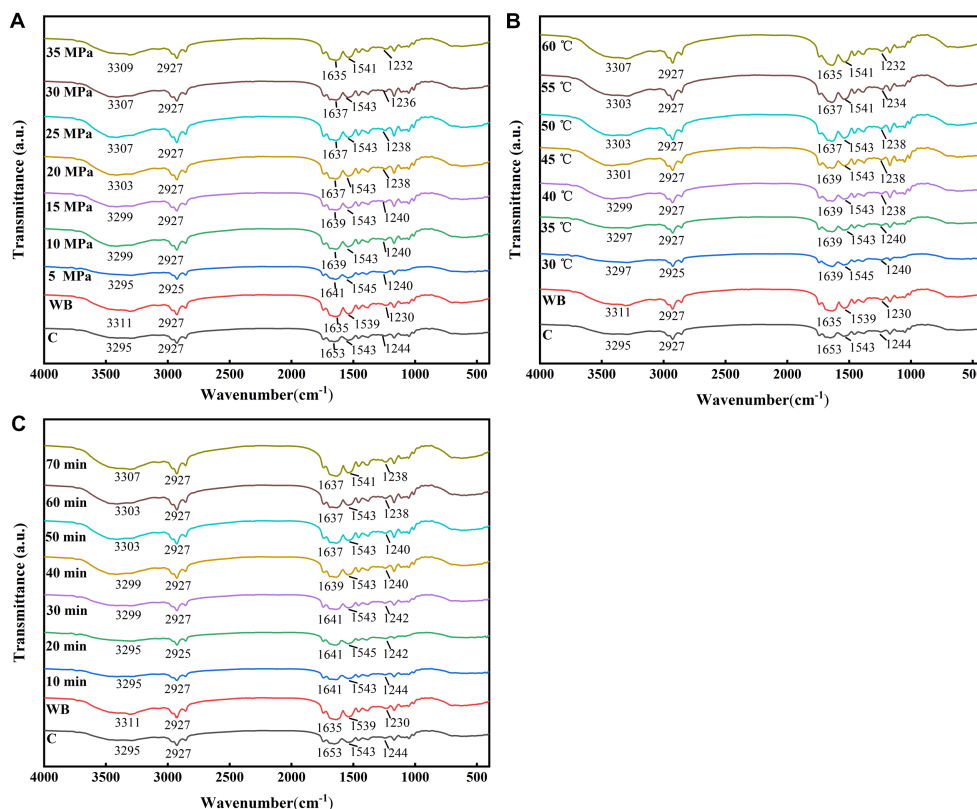 A
35 MPa
3309 2927 1635 1541 1232
30 MPa
3307 2927 1637 1543 1236
25 MPa
3307 2927 1637 1543 1238
20 MPa
3303 2927 1637 1543 1238
15 MPa
3299 2927 1639 1543 1240
10 MPa
3299 2927 1639 1543 1240
5 MPa
3295 2925 1641 1545 1240
WB
3311 2927 1635 1539 1230
C
3295 2927 1653 1543 1244
4000 3500 3000 2500 2000 1500 1000
Wavenumber(cm-1)
Transmittance (a.u.)
B
60 ℃
3307 2927 1635 1541 1232
55 ℃
3303 2927 1637 1541 1234
50 ℃
3303 2927 1637 1543 1238
45 ℃
3301 2927 1639 1543 1238
40 ℃
3299 2927 1639 1543 1238
35 ℃
3297 2927 1639 1543 1240
30 ℃
3297 2925 1639 1545 1240
WB
3311 2927 1635 1539 1230
C
3295 2927 1653 1543 1244
4000 3500 3000 2500 2000 1500 1000 50
Wavenumber(cm-1)
Transmittance (a.u.)
C
70 min
3307 2927 1637 1541 1238
60 min
3303 2927 1637 1543 1238
50 min
3303 2927 1637 1543 1240
40 min
3299 2927 1639 1543 1240
30 min
3299 2927 1641 1543 1242
20 min
3295 2925 1641 1545 1242
10 min
3295 2927 1641 1543 1244
WB
3311 2927 1635 1539 1230
C
3295 2927 1653 1543 1244
4000 3500 3000 2500 2000 1500 1000
Wavenumber(cm-1)
Transmittance (a.u.)